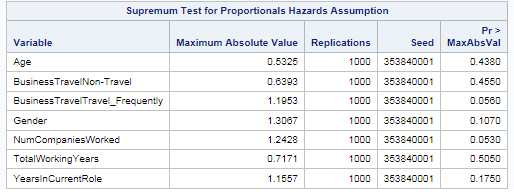 Supremum Test for Proportionals Hazards Assumption
Variable Maximum Absolute Value Replications Seed Pr > MaxAbsVal
Age 0.5325 1000 353840001 0.4380
BusinessTravelNon-Travel 0.6393 1000 353840001 0.4550
BusinessTravelTravel_Frequently 1.1953 1000 353840001 0.0560
Gender 1.3067 1000 353840001 0.1070
NumCompaniesWorked 1.2428 1000 353840001 0.0530
TotalWorkingYears 0.7171 1000 353840001 0.5050
YearsInCurrentRole 1.1557 1000 353840001 0.1750